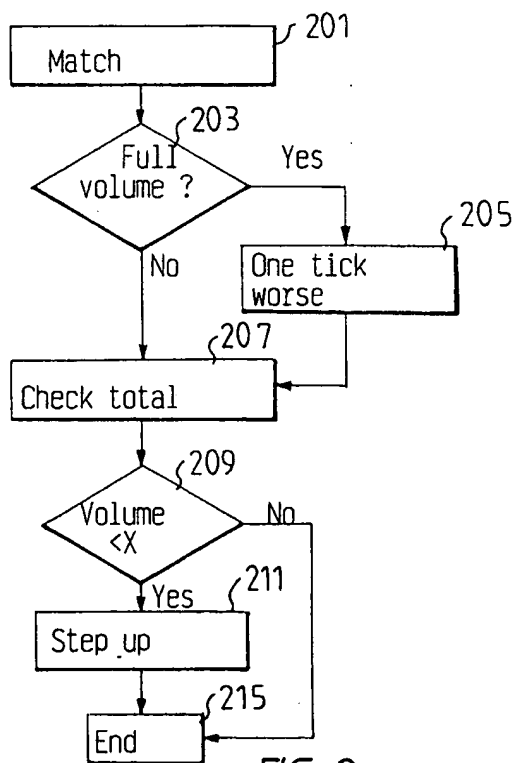 201
Match
203
Full
volume ?
Yes
205
No
One tick
worse
207
Check total
209
Volume
<X
No
Yes
211
Step up
215
End